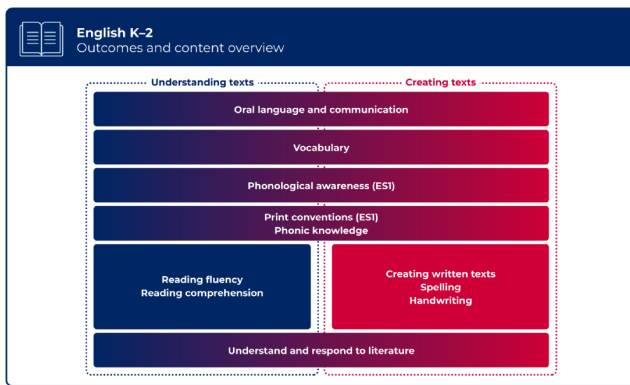 English K–2
Outcomes and content overview
Understanding texts
Creating texts
Oral language and communication
Vocabulary
Phonological awareness (ES1)
Print conventions (ES1)
Phonic knowledge
Reading fluency
Reading comprehension
Creating written texts
Spelling
Handwriting
Understand and respond to literature